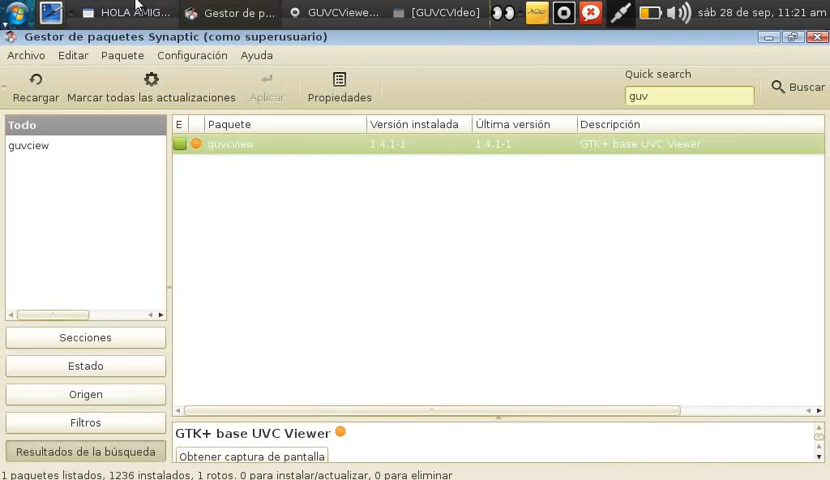 HOLA AMIG...
Gestor de p...
GUVCViewe...
[GUVCVIdeo]
sáb 28 de sep, 11:21 am
Gestor de paquetes Synaptic (como superusuario)
Archivo Editar Paquete Configuración Ayuda
Recargar
Marcar todas las actualizaciones
Aplicar
Propiedades
Quick search
guv
Buscar
Todo
guvciew
E Paquete Versión instalada Última versión Descripción
guvcview 1.4.1-1 1.4.1-1 GTK+ base UVC Viewer
Secciones
Estado
Origen
Filtros
Resultados de la búsqueda
GTK+ base UVC Viewer
Obtener captura de pantalla
1 paquetes listados, 1236 instalados, 1 rotos. 0 para instalar/actualizar, 0 para eliminar